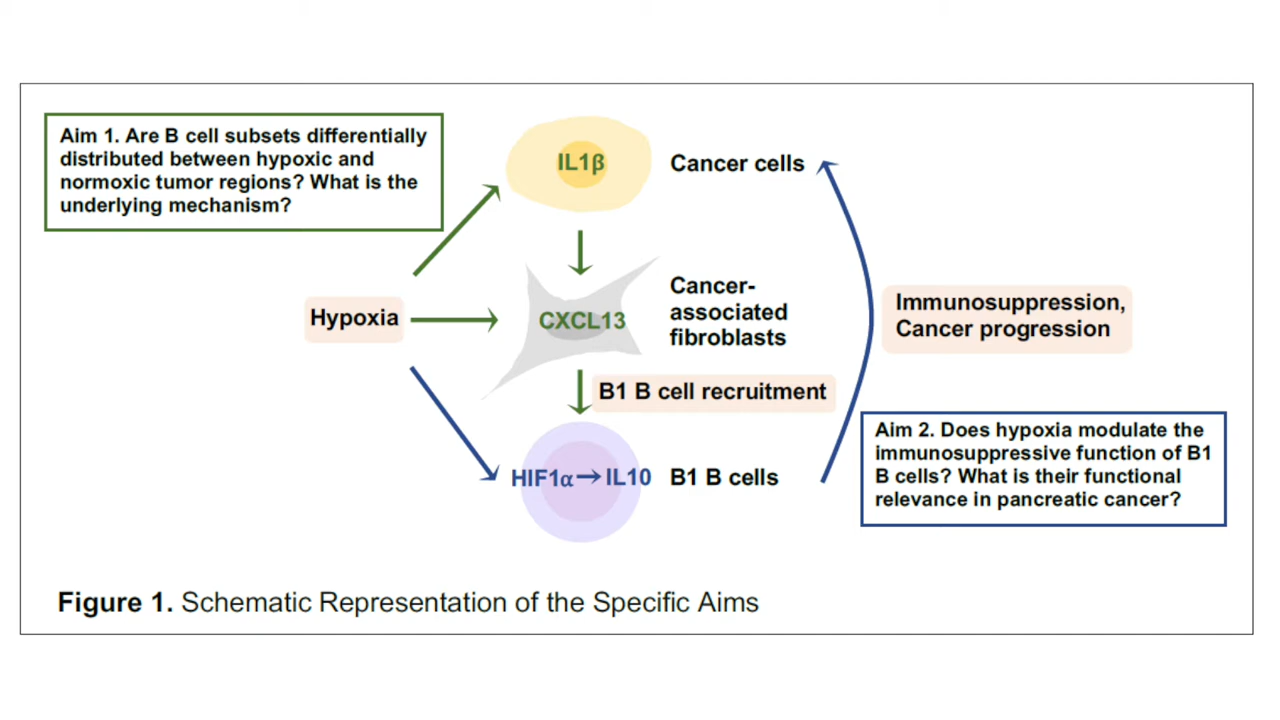 Aim 1. Are B cell subsets differentially
distributed between hypoxic and
normoxic tumor regions? What is the
underlying mechanism?
IL1β
Cancer cells
Hypoxia
CXCL13
Cancer-
associated
fibroblasts
Immunosuppression,
Cancer progression
B1 B cell recruitment
HIF1α→IL10
B1 B cells
Aim 2. Does hypoxia modulate the
immunosuppressive function of B1
B cells? What is their functional
relevance in pancreatic cancer?
Figure 1. Schematic Representation of the Specific Aims